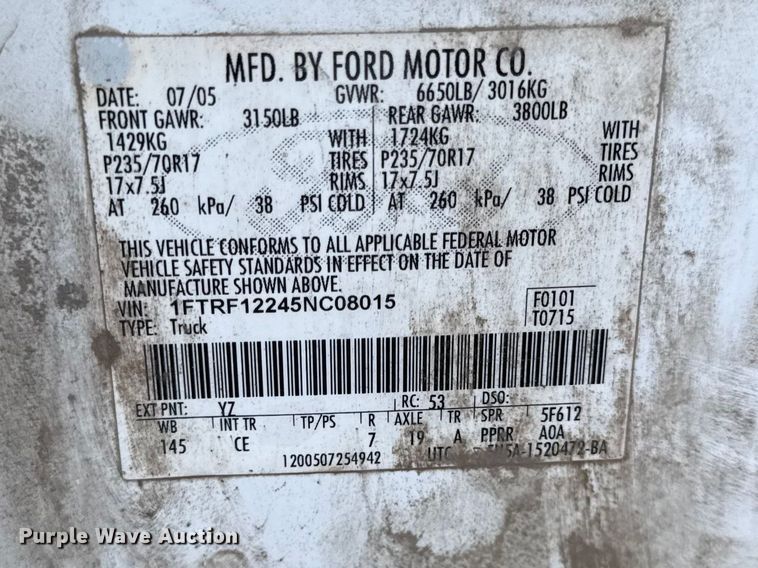 MFD. BY FORD MOTOR CO.
DATE: 07/05 GVWR: 6650LB/ 3016KG
FRONT GAWR: 3150LB REAR GAWR: 3800LB
1429KG WITH 1724KG WITH
P235/70R17 TIRES P235/70R17 TIRES
17x7.5J RIMS 17x7.5J RIMS
AT 260 kPa/ 38 PSI COLD AT 260 kPa/ 38 PSI COLD
THIS VEHICLE CONFORMS TO ALL APPLICABLE FEDERAL MOTOR
VEHICLE SAFETY STANDARDS IN EFFECT ON THE DATE OF
MANUFACTURE SHOWN ABOVE.
VIN: 1FTRF12245NC08015 F0101
TYPE: Truck T0715
EXT PNT: YZ RC: 53 DSO:
WB INT TR TP/PS R AXLE TR SPR 5F612
145 CE 7 19 A PPPR A0A
1200507254942 UTC -1520472-BA
Purple Wave Auction